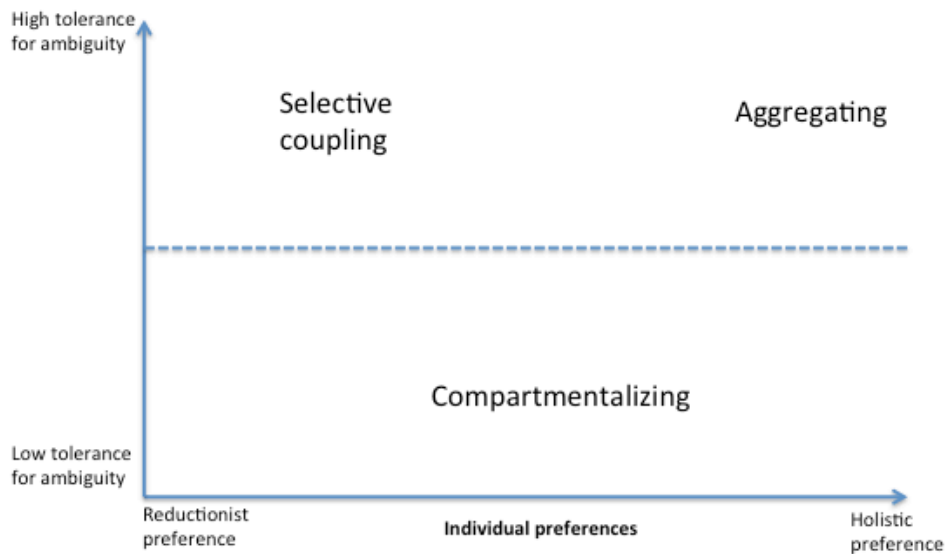 High tolerance
for ambiguity
Selective
coupling
Aggregating
Compartmentalizing
Low tolerance
for ambiguity
Reductionist
preference
Individual preferences
Holistic
preference